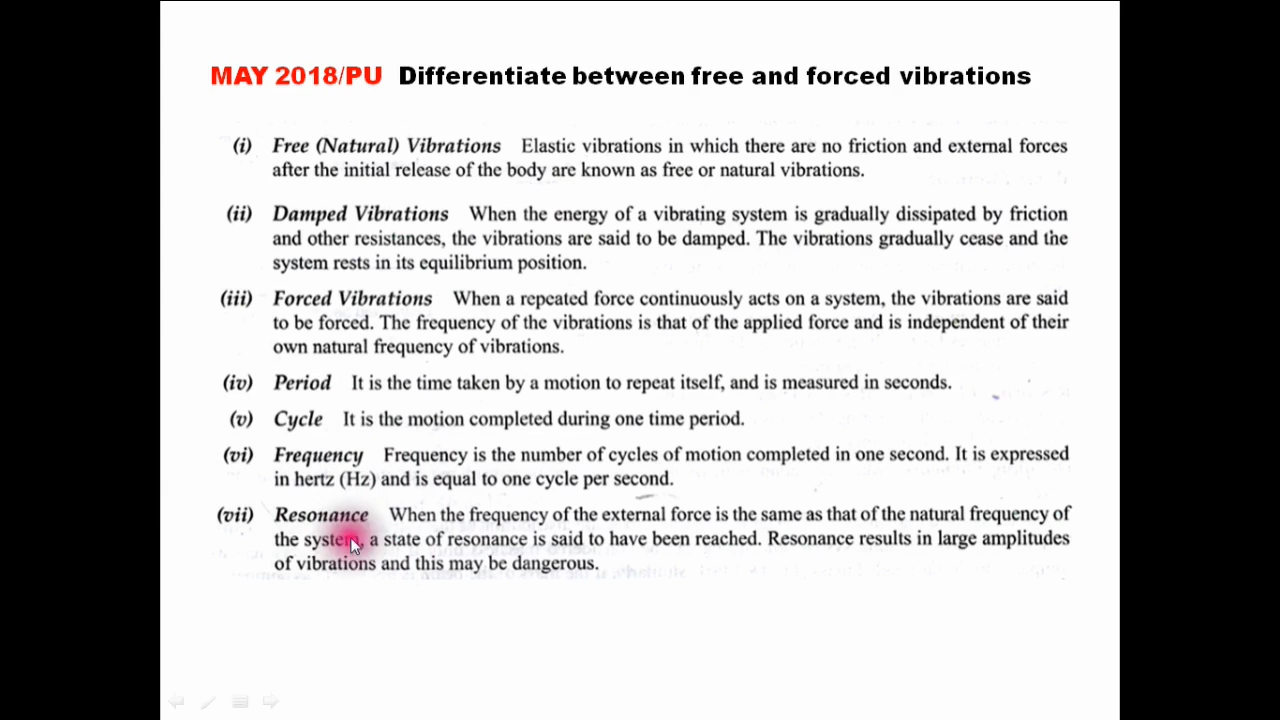 MAY 2018/PU Differentiate between free and forced vibrations
(i) Free (Natural) Vibrations Elastic vibrations in which there are no friction and external forces
after the initial release of the body are known as free or natural vibrations.
(ii) Damped Vibrations When the energy of a vibrating system is gradually dissipated by friction
and other resistances, the vibrations are said to be damped. The vibrations gradually cease and the
system rests in its equilibrium position.
(iii) Forced Vibrations When a repeated force continuously acts on a system, the vibrations are said
to be forced. The frequency of the vibrations is that of the applied force and is independent of their
own natural frequency of vibrations.
(iv) Period It is the time taken by a motion to repeat itself, and is measured in seconds.
(v) Cycle It is the motion completed during one time period.
(vi) Frequency Frequency is the number of cycles of motion completed in one second. It is expressed
in hertz (Hz) and is equal to one cycle per second.
(vii) Resonance When the frequency of the external force is the same as that of the natural frequency of
the system, a state of resonance is said to have been reached. Resonance results in large amplitudes
of vibrations and this may be dangerous.